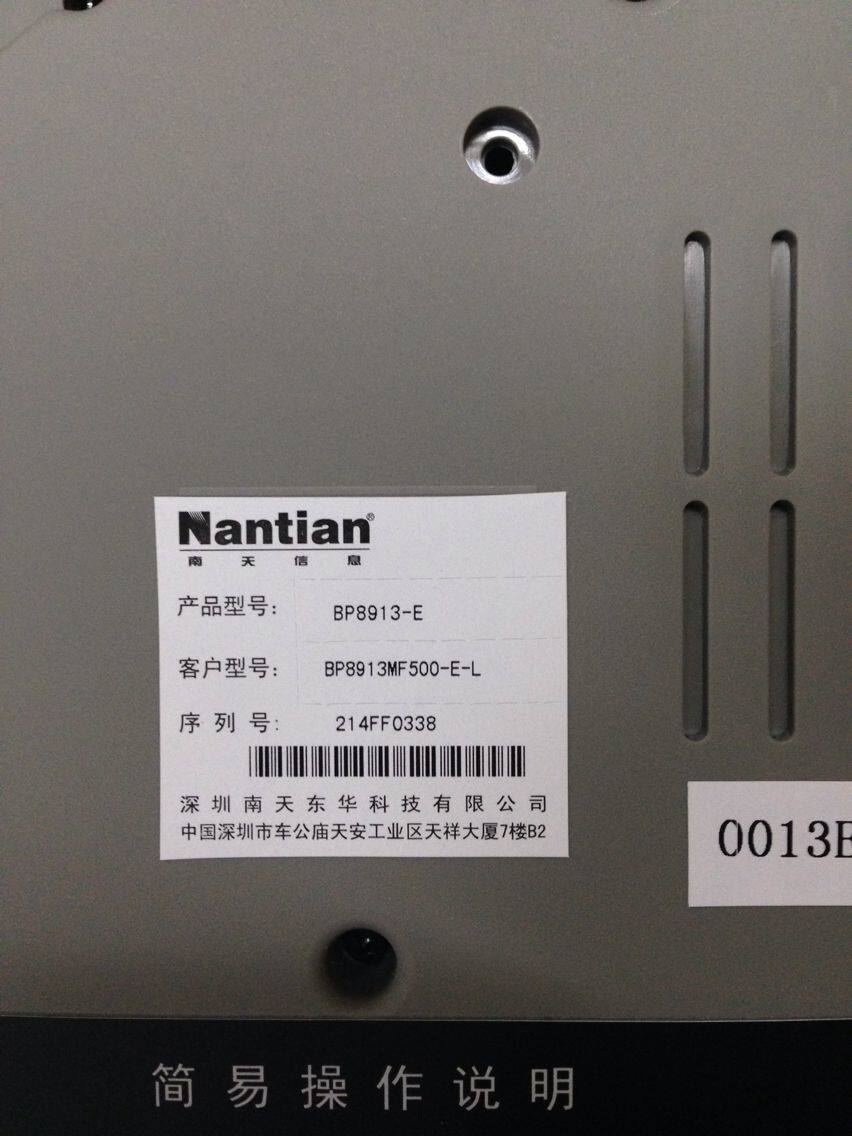 Nantian®
南天信息
产品型号: BP8913-E
客户型号: BP8913MF500-E-L
序列号: 214FF0338
深圳南天东华科技有限公司
中国深圳市车公庙天安工业区天祥大厦7楼B2
0013E
简易操作说明